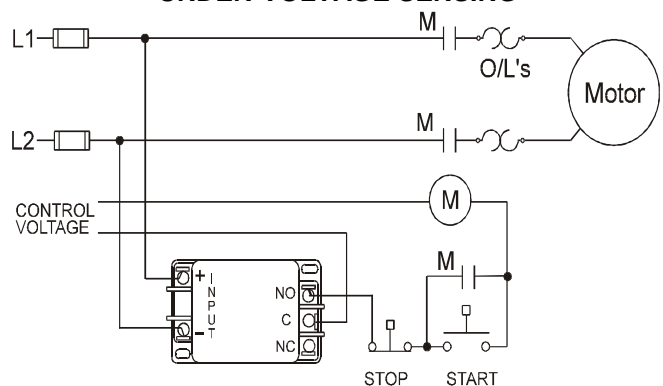 UNDER VOLTAGE SENSING
L1
M
O/L's
Motor
L2
M
CONTROL
VOLTAGE
M
M
+
INPUT
-
NO
C
NC
STOP
START